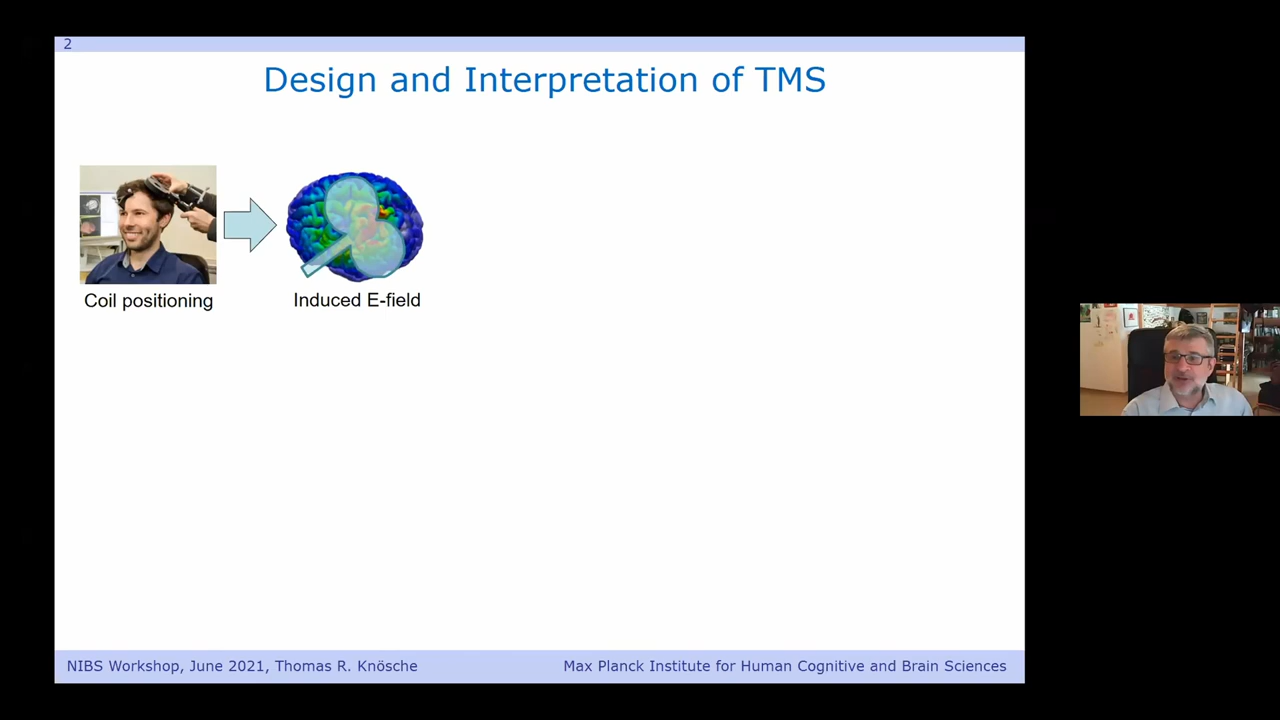 2
Design and Interpretation of TMS
Coil positioning
Induced E-field
NIBS Workshop, June 2021, Thomas R. Knösche
Max Planck Institute for Human Cognitive and Brain Sciences